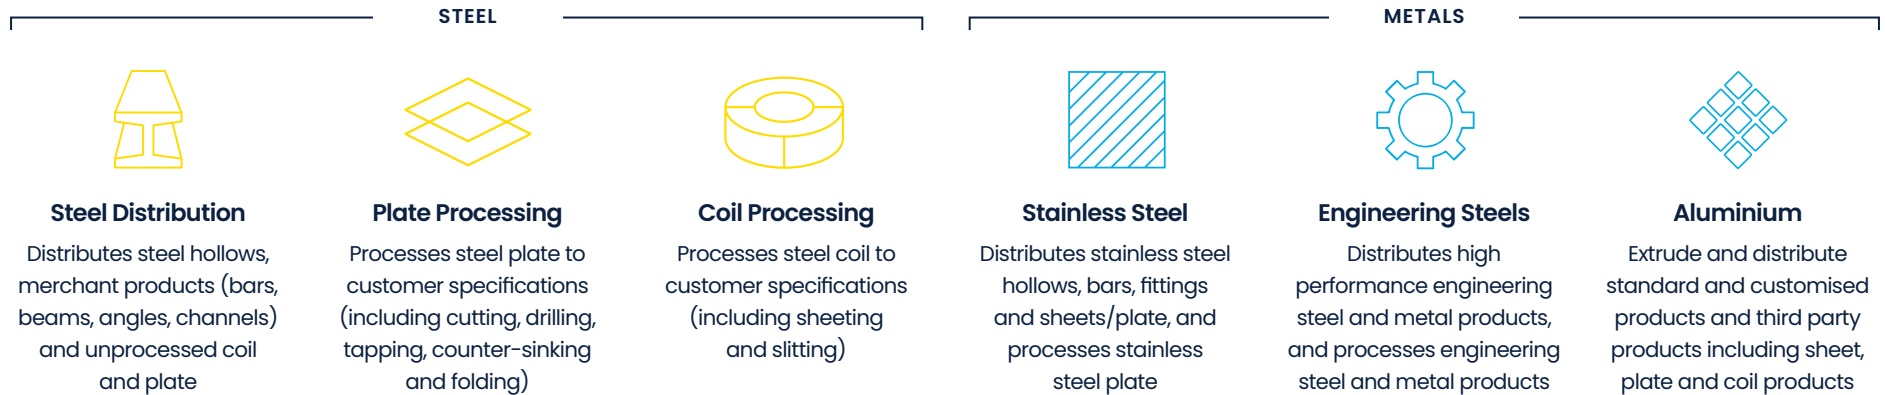 STEEL
METALS
Steel Distribution
Distributes steel hollows,
merchant products (bars,
beams, angles, channels)
and unprocessed coil
and plate
Plate Processing
Processes steel plate to
customer specifications
(including cutting, drilling,
tapping, counter-sinking
and folding)
Coil Processing
Processes steel coil to
customer specifications
(including sheeting
and slitting)
Stainless Steel
Distributes stainless steel
hollows, bars, fittings
and sheets/plate, and
processes stainless
steel plate
Engineering Steels
Distributes high
performance engineering
steel and metal products,
and processes engineering
steel and metal products
Aluminium
Extrude and distribute
standard and customised
products and third party
products including sheet,
plate and coil products